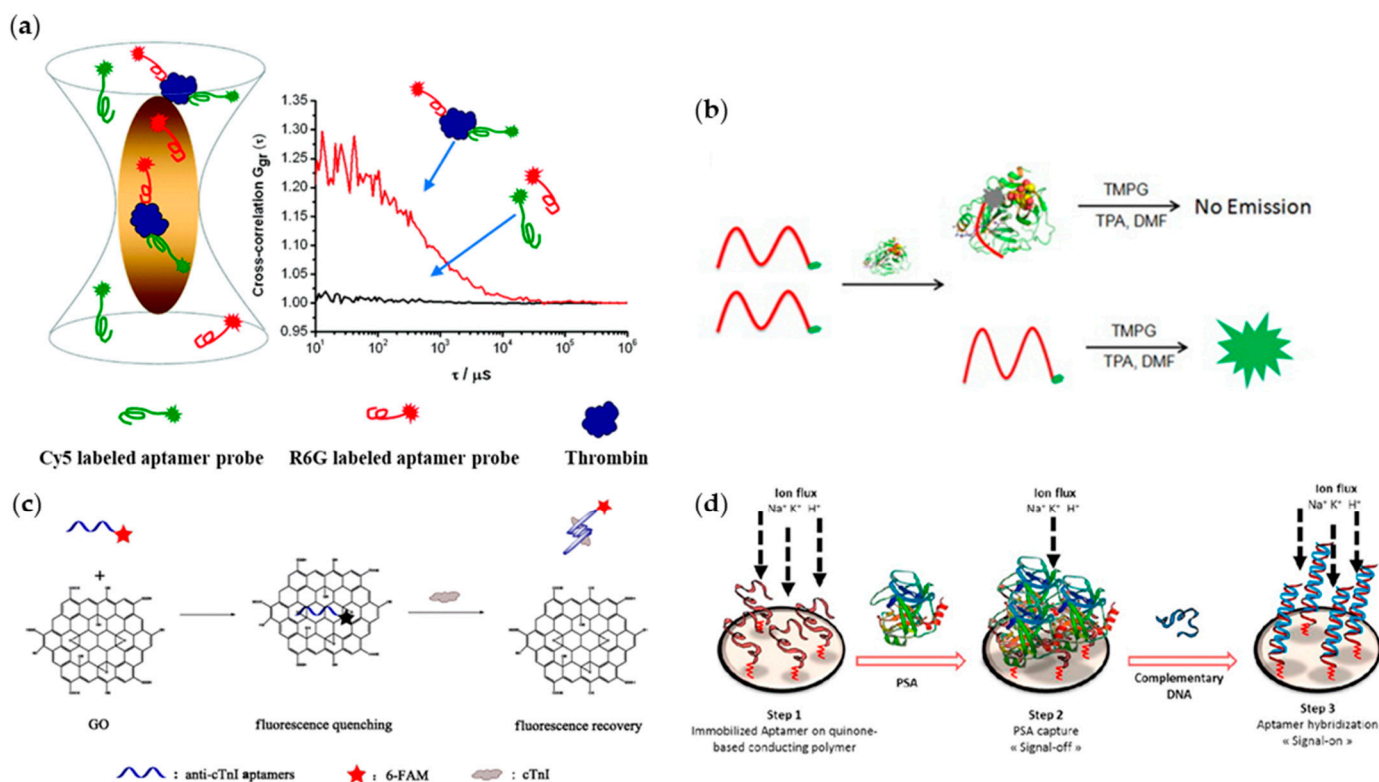 (a)
Cross-correlation Ggr (τ)
1.35
1.30
1.25
1.20
1.15
1.10
1.05
1.00
0.95
10¹ 10² 10³ 10⁴ 10⁵ 10⁶
τ / μs
Cy5 labeled aptamer probe
R6G labeled aptamer probe
Thrombin
(b)
TMPG
TPA, DMF
No Emission
TMPG
TPA, DMF
(c)
+
GO
fluorescence quenching
fluorescence recovery
: anti-cTnI aptamers
: 6-FAM
: cTnI
(d)
Ion flux
Na⁺ K⁺ H⁺
Ion flux
Na⁺ K⁺ H⁺
Ion flux
Na⁺ K⁺ H⁺
PSA
Complementary
DNA
Step 1
Immobilized Aptamer on quinone-
based conducting polymer
Step 2
PSA capture
« Signal-off »
Step 3
Aptamer hybridization
« Signal-on »